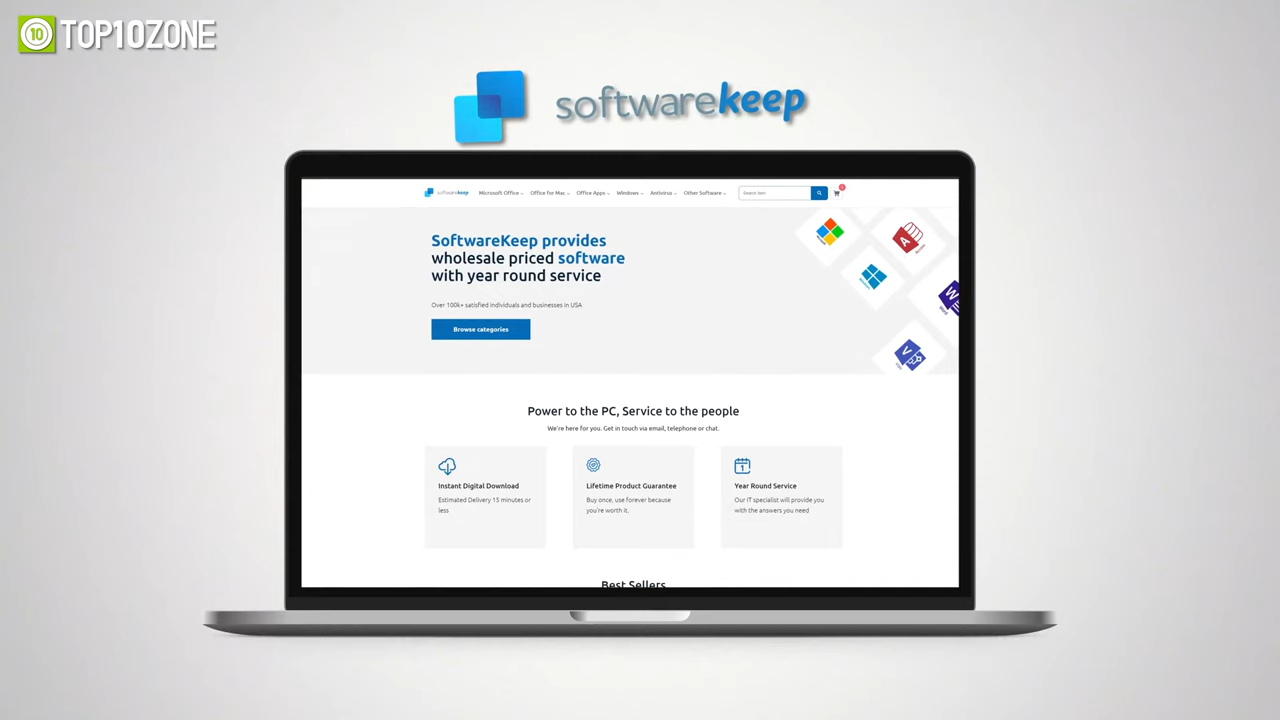 10 TOP10ZONE
softwarekeep
softwarekeep Microsoft Office Office for Mac Office Apps Windows Antivirus Other Software Search item
SoftwareKeep provides
wholesale priced software
with year round service
Over 100k+ satisfied individuals and businesses in USA
Browse categories
Power to the PC, Service to the people
We're here for you. Get in touch via email, telephone or chat.
Instant Digital Download
Estimated Delivery 15 minutes or
less
Lifetime Product Guarantee
Buy once, use forever because
you're worth it.
1
Year Round Service
Our IT specialist will provide you
with the answers you need
Best Sellers